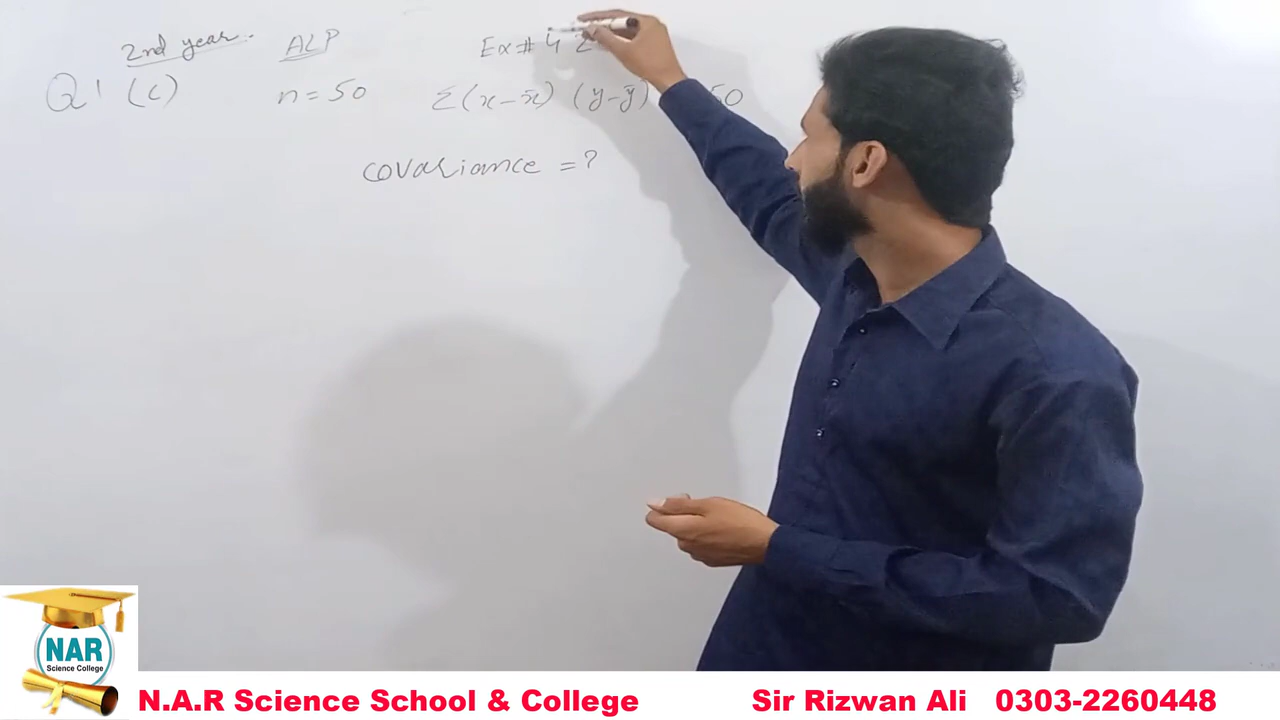 2nd year. ALP Ex# 4
Q1 (c) n = 50 Σ(x-x̄) (y-ȳ) 50
covariance = ?
NAR
Science College
N.A.R Science School & College Sir Rizwan Ali 0303-2260448